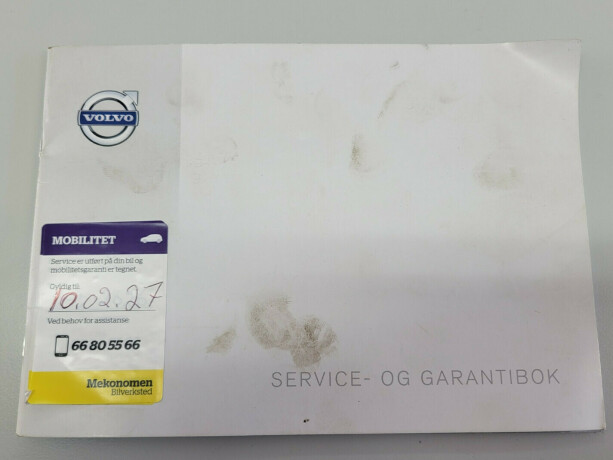 VOLVO
MOBILITET
Service er utført på din bil og
mobilitetsgaranti er tegnet.
Gyldig til:
10.02.27
Ved behov for assistanse:
66 80 55 66
Mekonomen
Bilverksted
SERVICE- OG GARANTIBOK